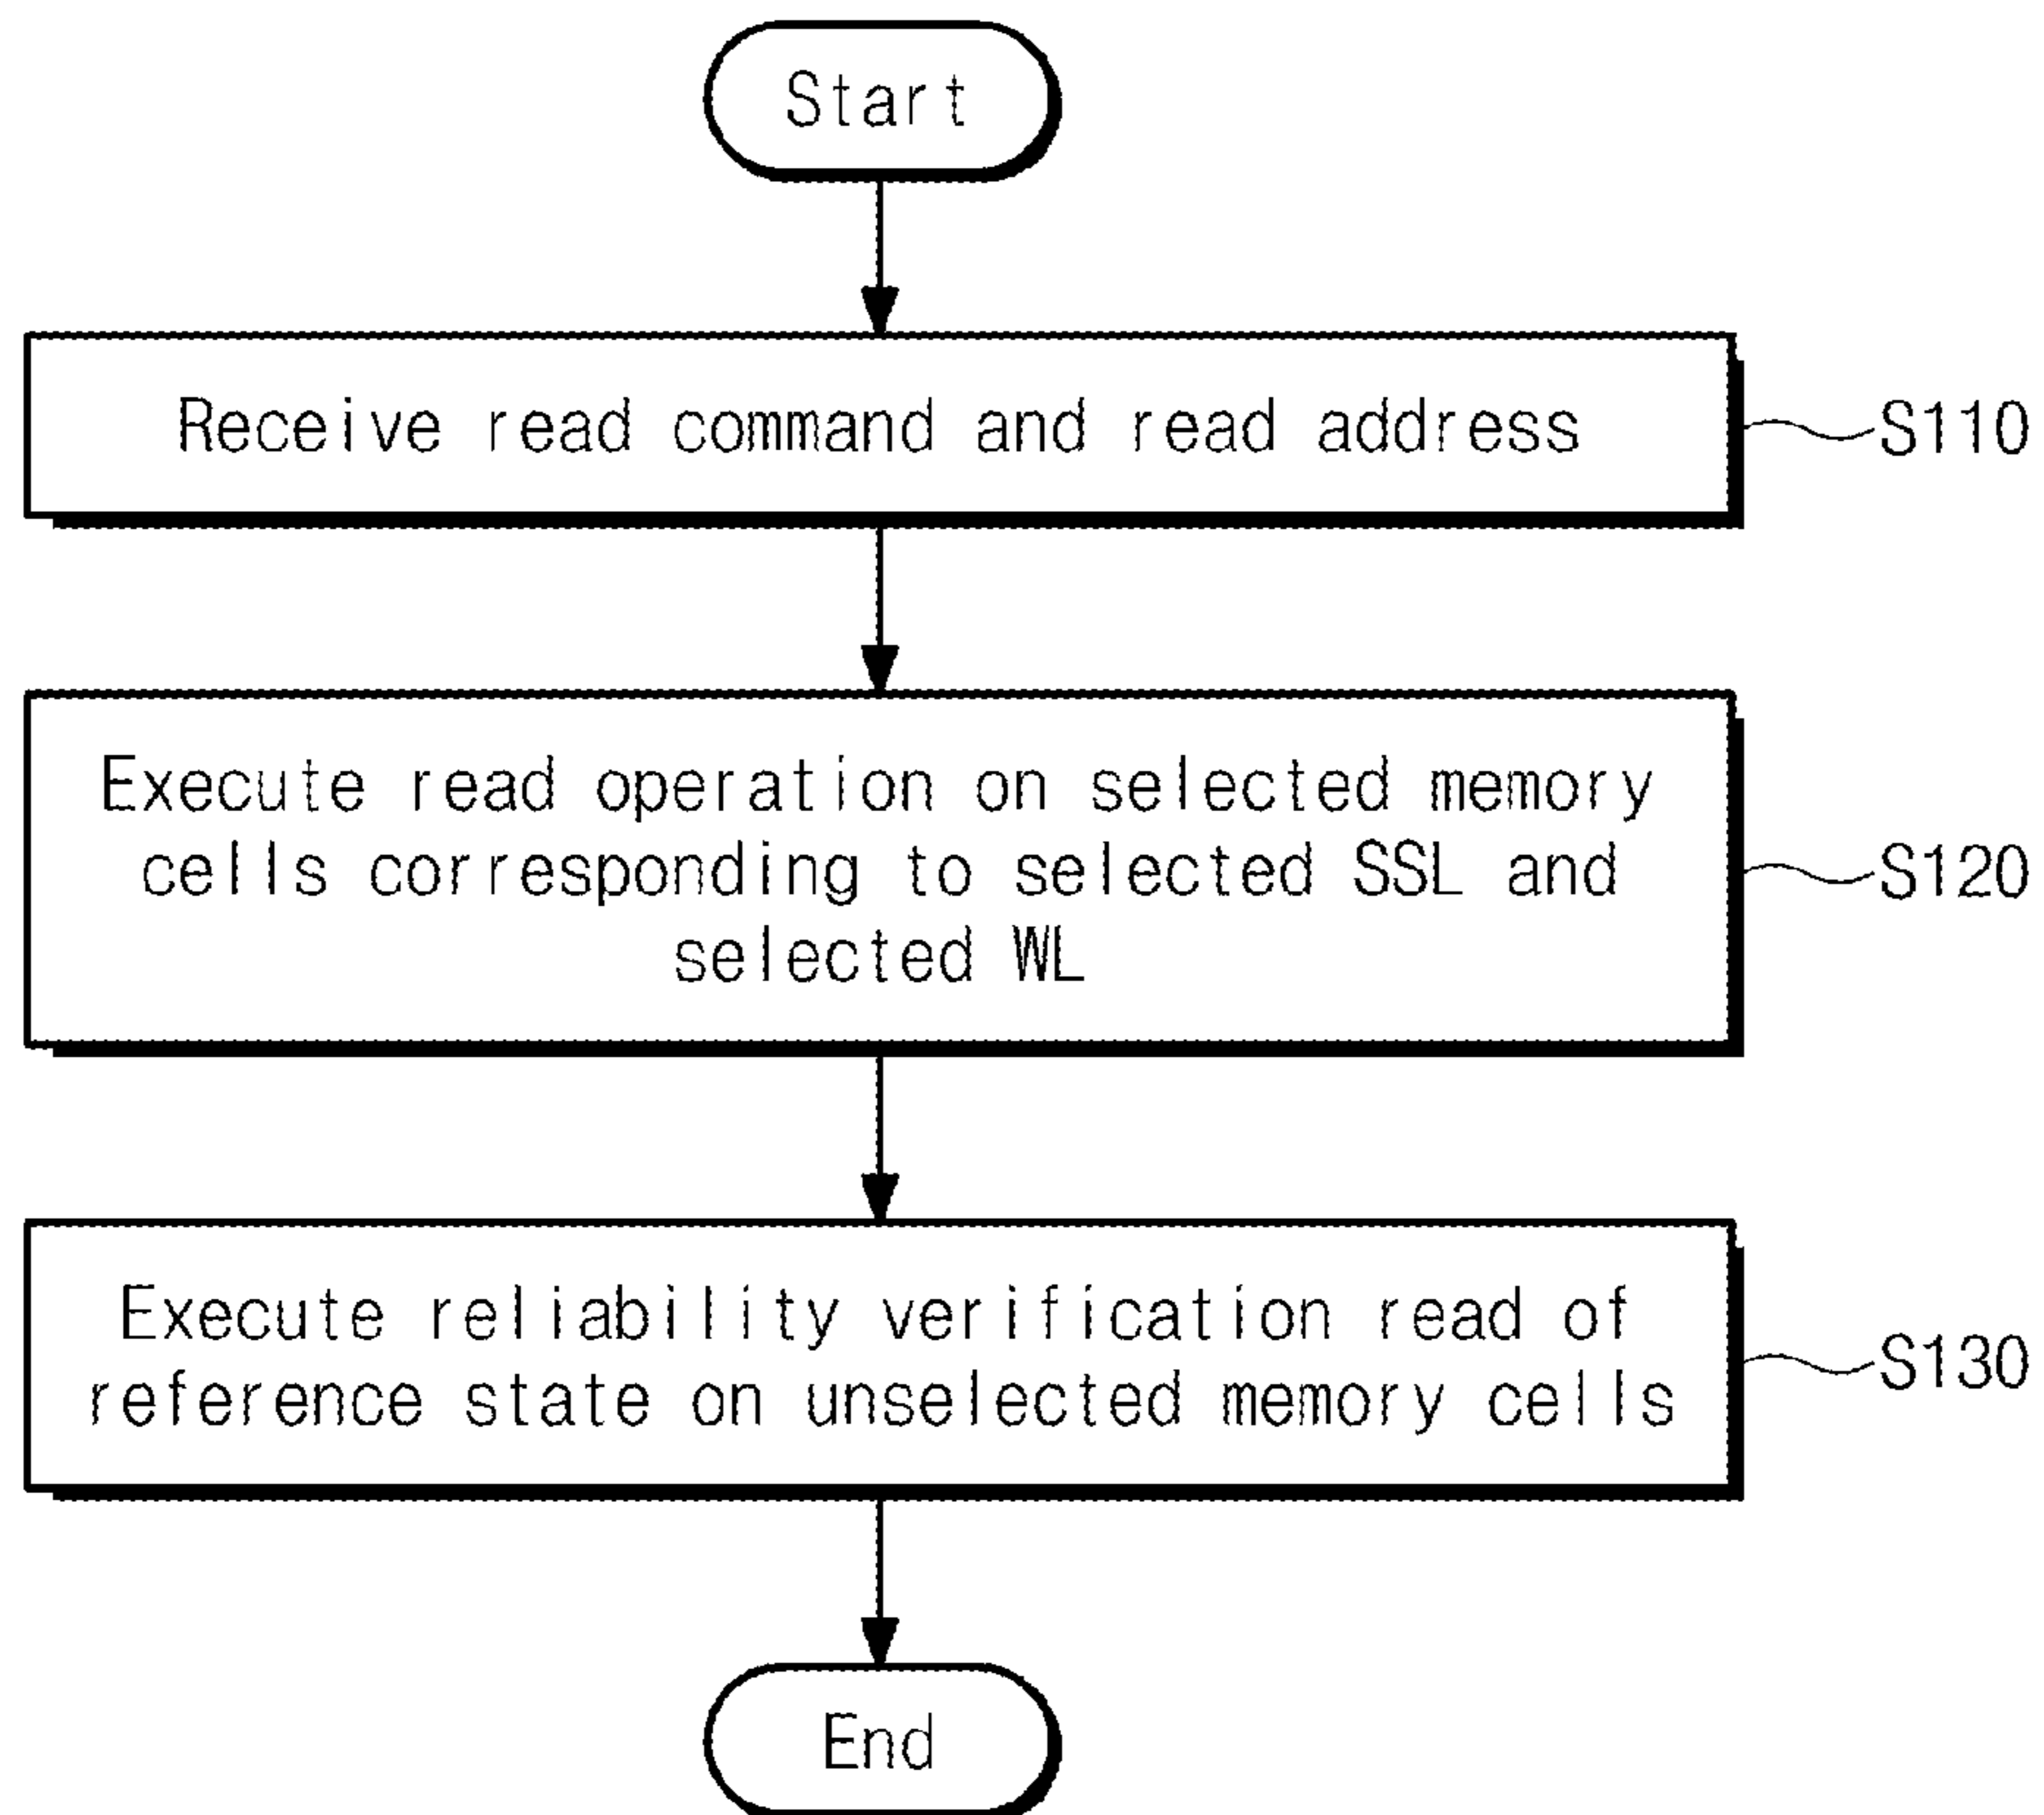 Start
Receive read command and read address
S110
Execute read operation on selected memory
cells corresponding to selected SSL and
selected WL
S120
Execute reliability verification read of
reference state on unselected memory cells
S130
End